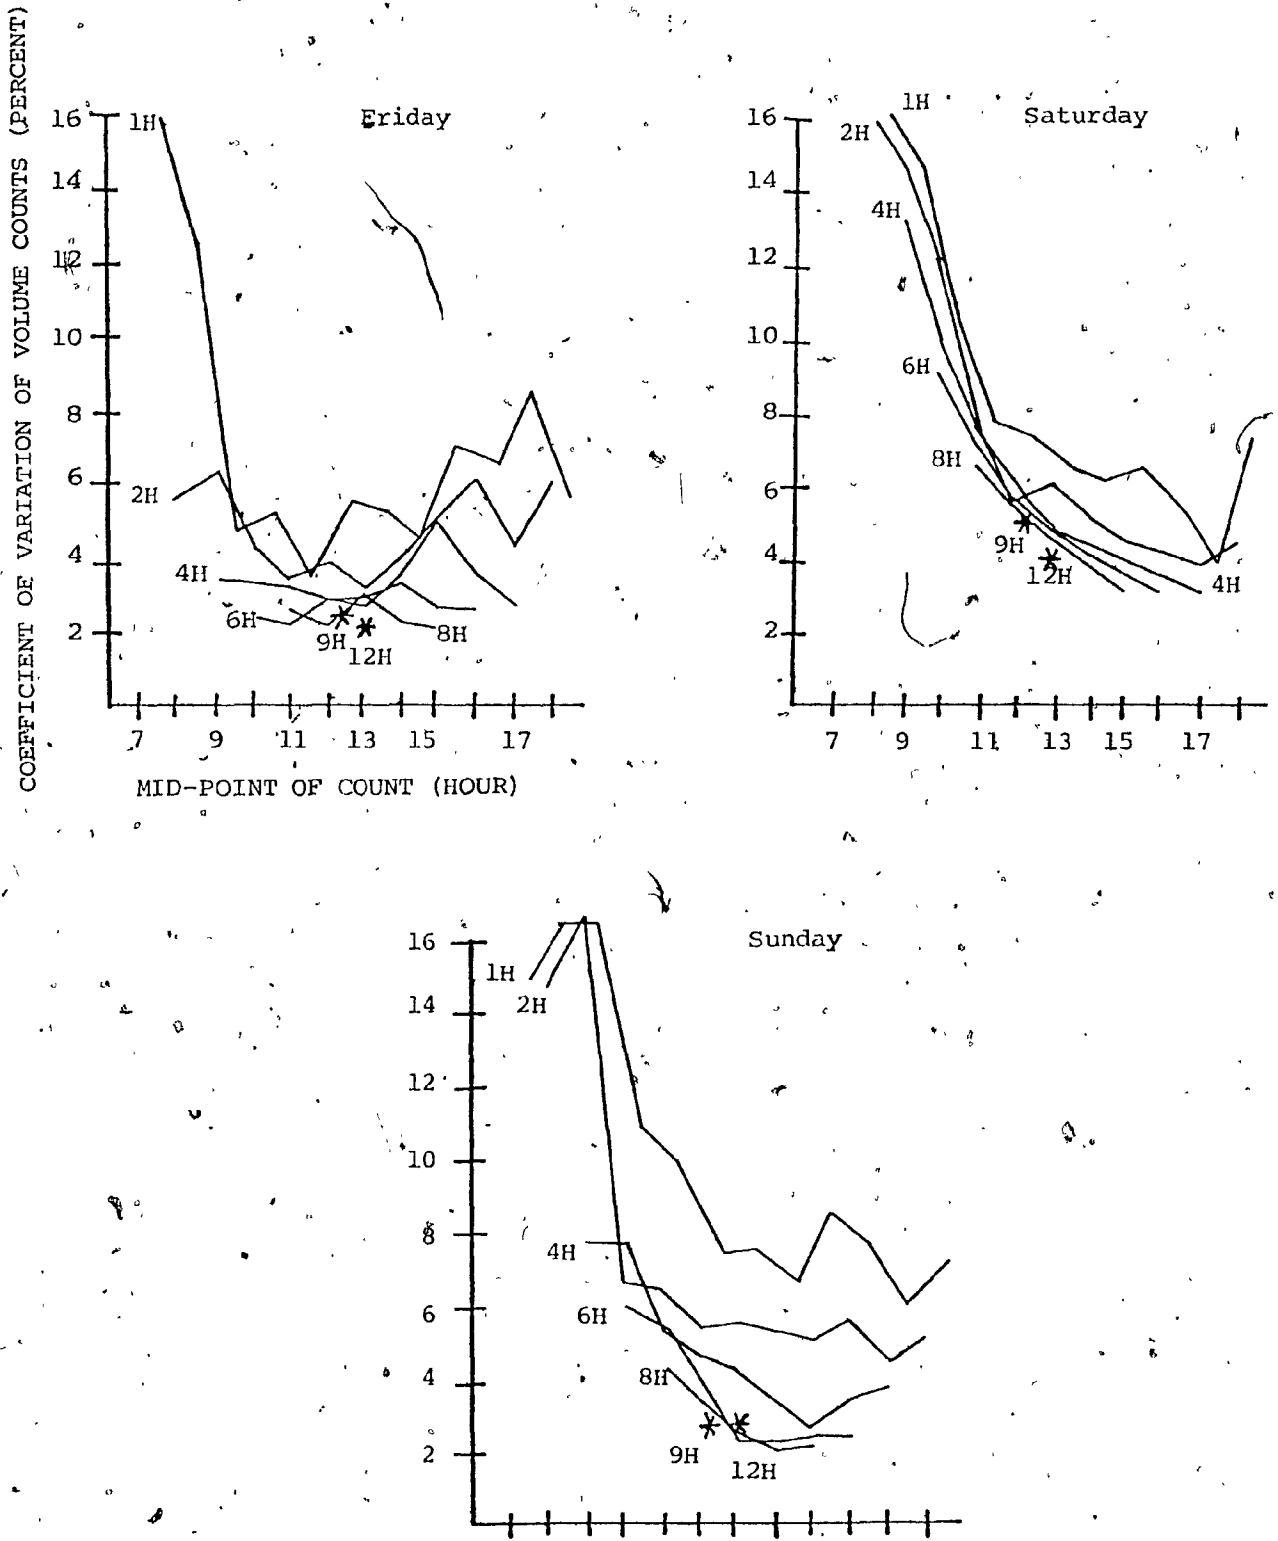 COEFFICIENT OF VARIATION OF VOLUME COUNTS (PERCENT)
Eriday
16
14
12
10
8
6
4
2
1H
2H
4H
6H
9H
12H
8H
7 9 11 13 15 17
MID-POINT OF COUNT (HOUR)
Saturday
16
14
12
10
8
6
4
2
1H
2H
4H
6H
8H
9H
12H
4H
7 9 11 13 15 17
Sunday
16
14
12
10
8
6
4
2
1H
2H
4H
6H
8H
9H
12H